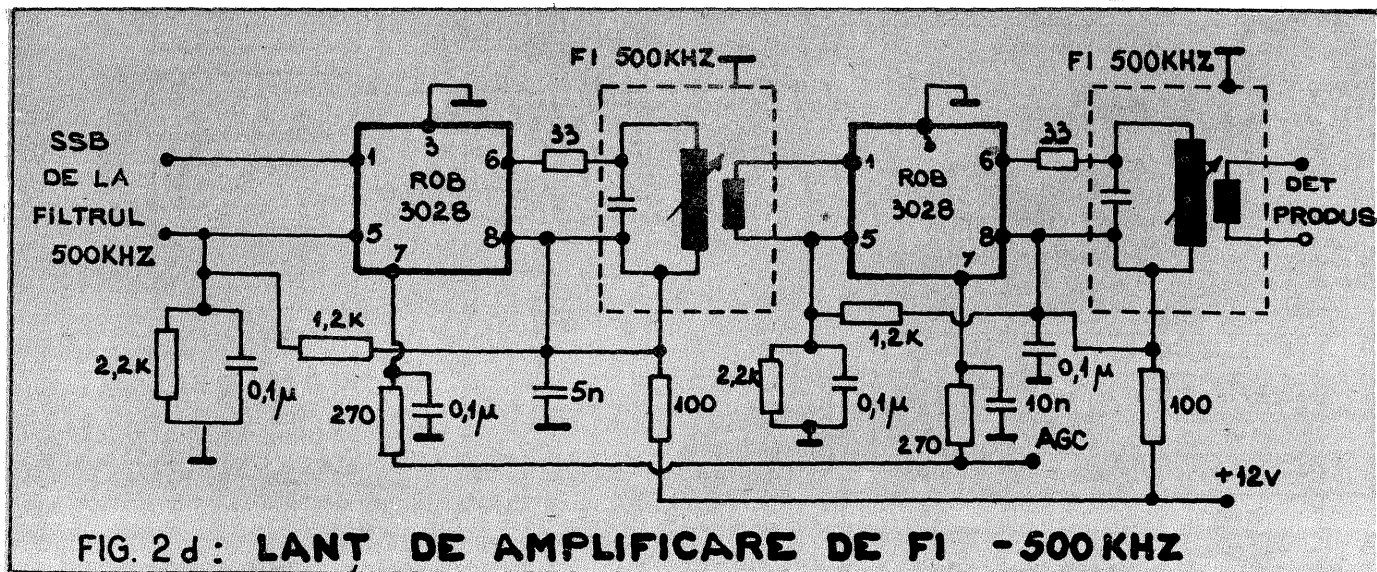 FI 500KHZ
FI 500KHZ
SSB
DE LA
FILTRUL
500KHZ
1
3
6
ROB
3028
5
8
7
33
1
3
6
ROB
3028
5
8
7
33
DET
PRODUS
1,2K
2,2K
0,1µ
270
0,1µ
5n
100
1,2K
2,2K
0,1µ
270
10n
0,1µ
100
AGC
+12V
FIG. 2d: LANȚ DE AMPLIFICARE DE FI -500KHZ